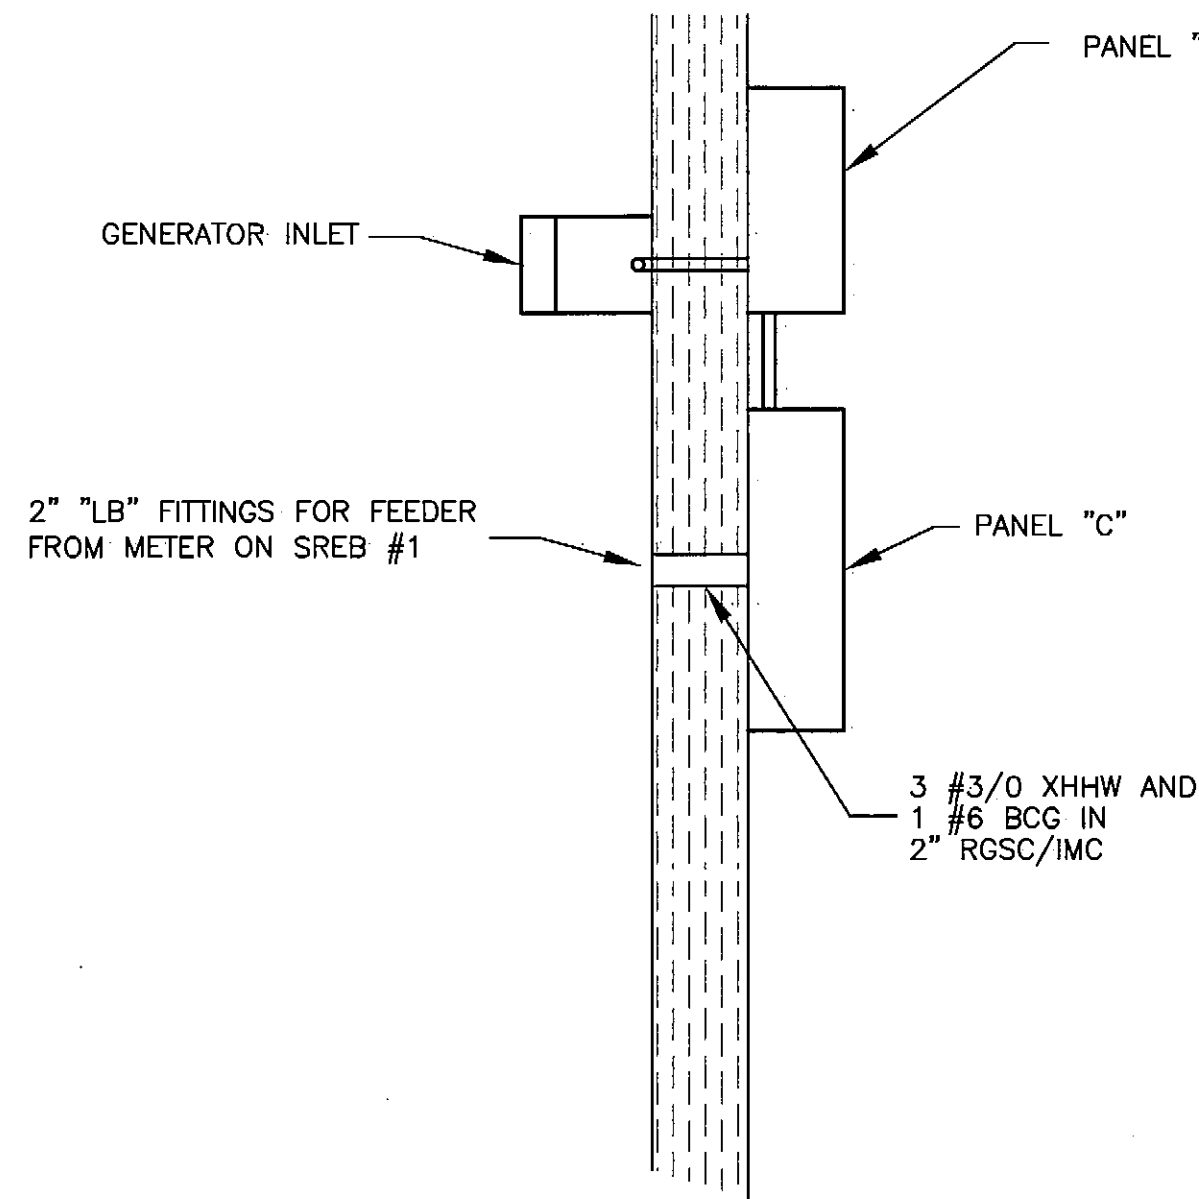 PANEL "
GENERATOR INLET
2" "LB" FITTINGS FOR FEEDER
FROM METER ON SREB #1
PANEL "C"
3 #3/0 XHHW AND
1 #6 BCG IN
2" RGSC/IMC